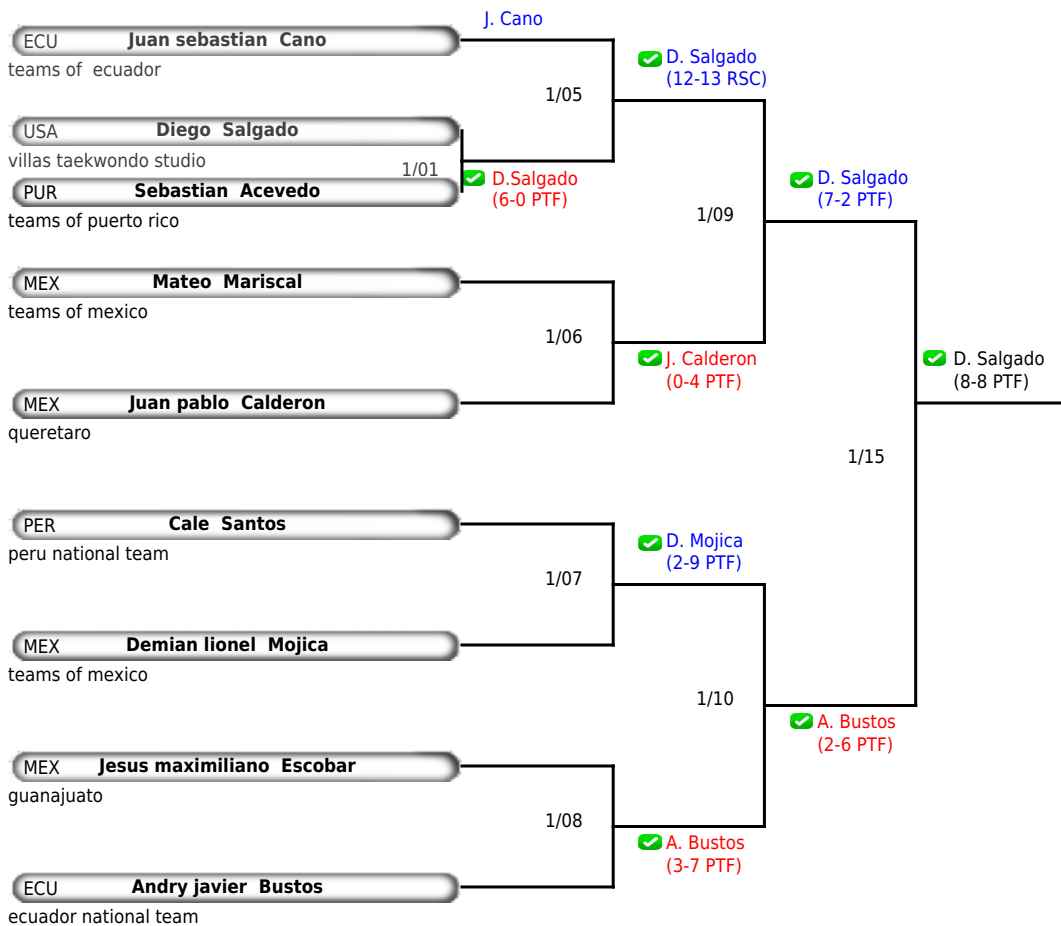 J. Cano
ECU Juan sebastian Cano
teams of ecuador
D. Salgado
(12-13 RSC)
1/05
USA Diego Salgado
villas taekwondo studio
1/01
D.Salgado
(6-0 PTF)
PUR Sebastian Acevedo
teams of puerto rico
D. Salgado
(7-2 PTF)
1/09
MEX Mateo Mariscal
teams of mexico
1/06
J. Calderon
(0-4 PTF)
D. Salgado
(8-8 PTF)
MEX Juan pablo Calderon
queretaro
1/15
PER Cale Santos
peru national team
D. Mojica
(2-9 PTF)
1/07
MEX Demian lionel Mojica
teams of mexico
1/10
A. Bustos
(2-6 PTF)
MEX Jesus maximiliano Escobar
guanajuato
1/08
A. Bustos
(3-7 PTF)
ECU Andry javier Bustos
ecuador national team